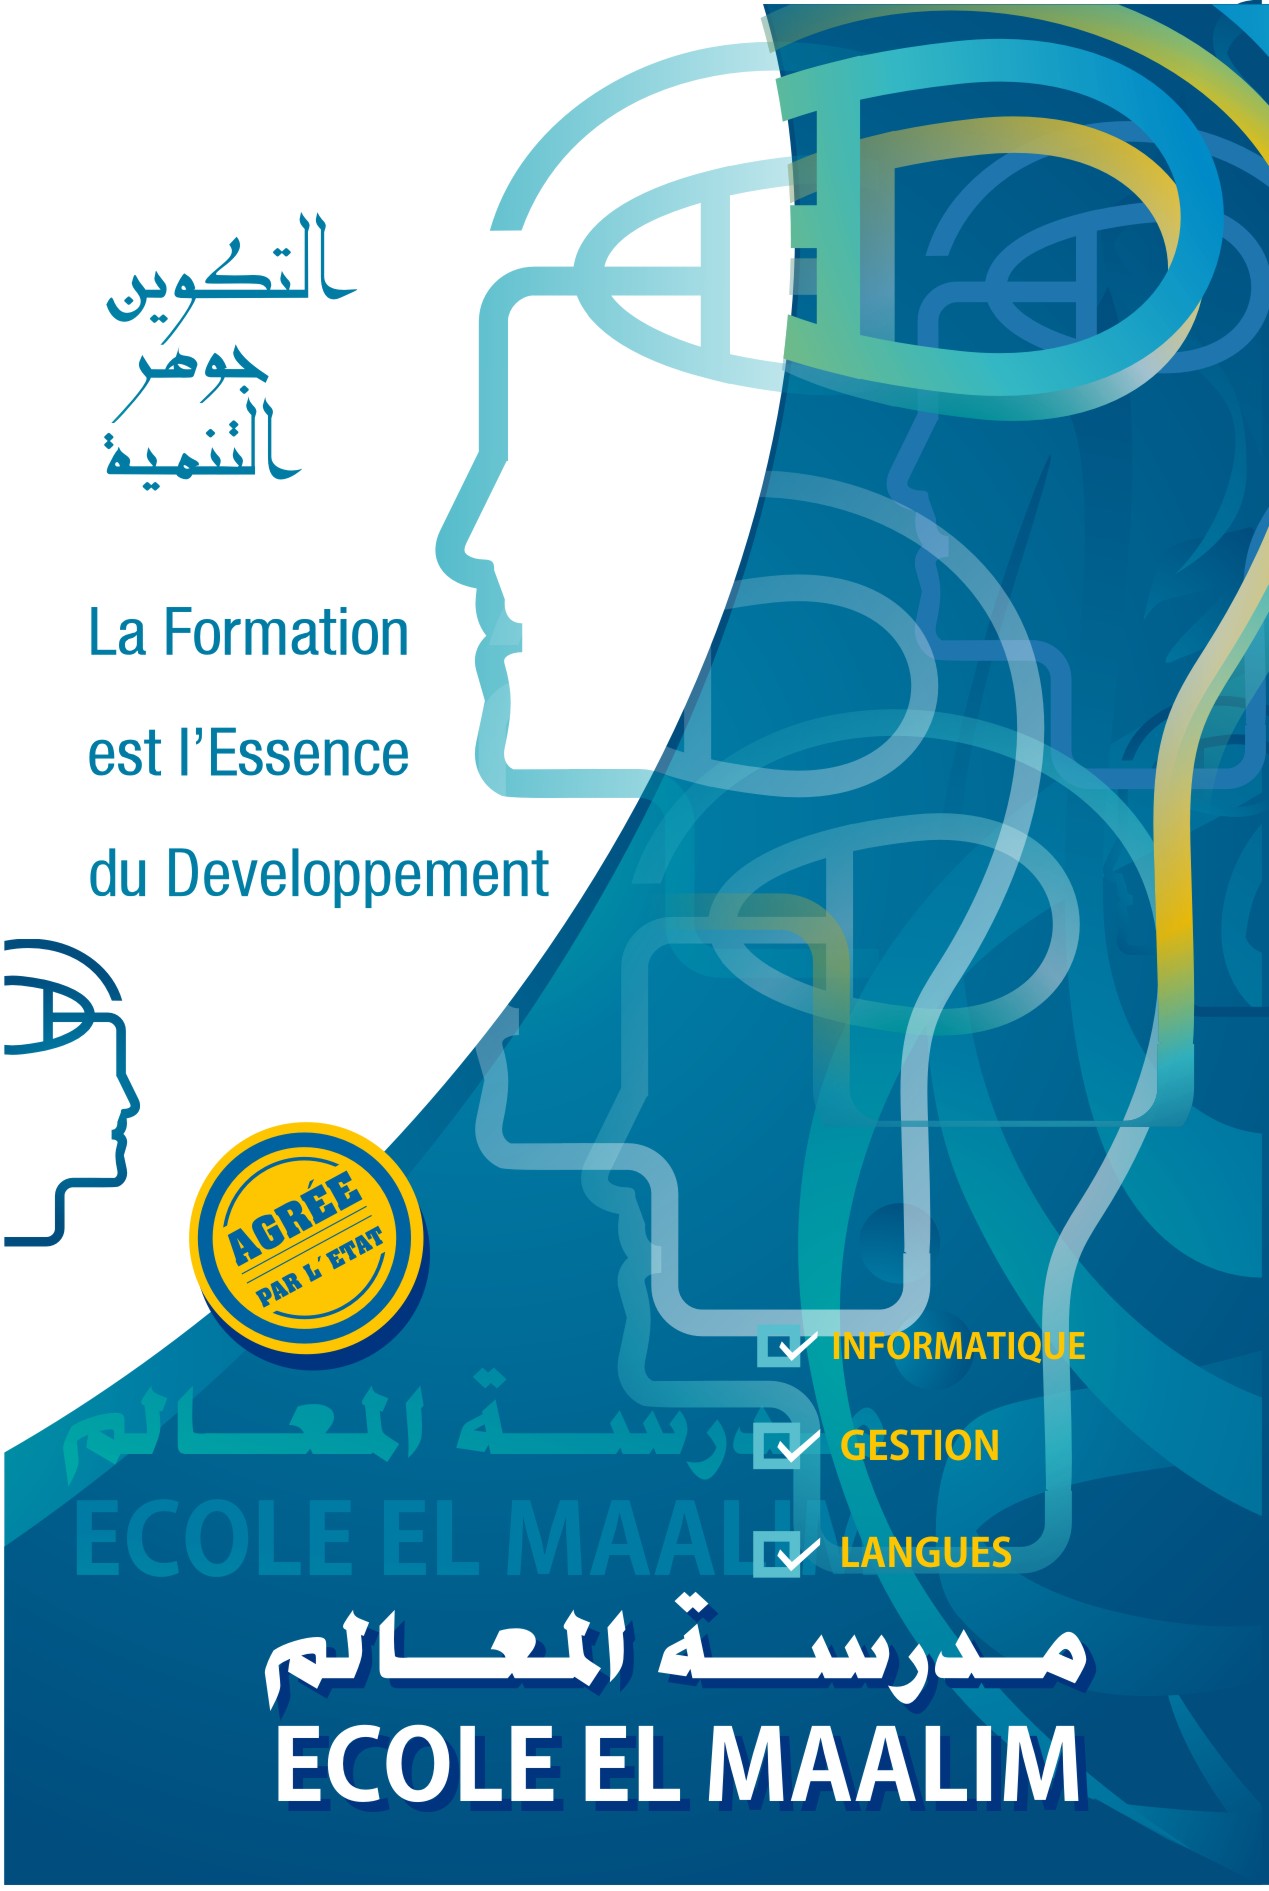 التكوين
جوهر
التنمية
La Formation
est l’Essence
du Developpement
AGRÉE
PAR L´ ETAT
INFORMATIQUE
GESTION
LANGUES
مدرسة المعالم
ECOLE EL MAALIM
مدرسة المعالم
ECOLE EL MAALIM